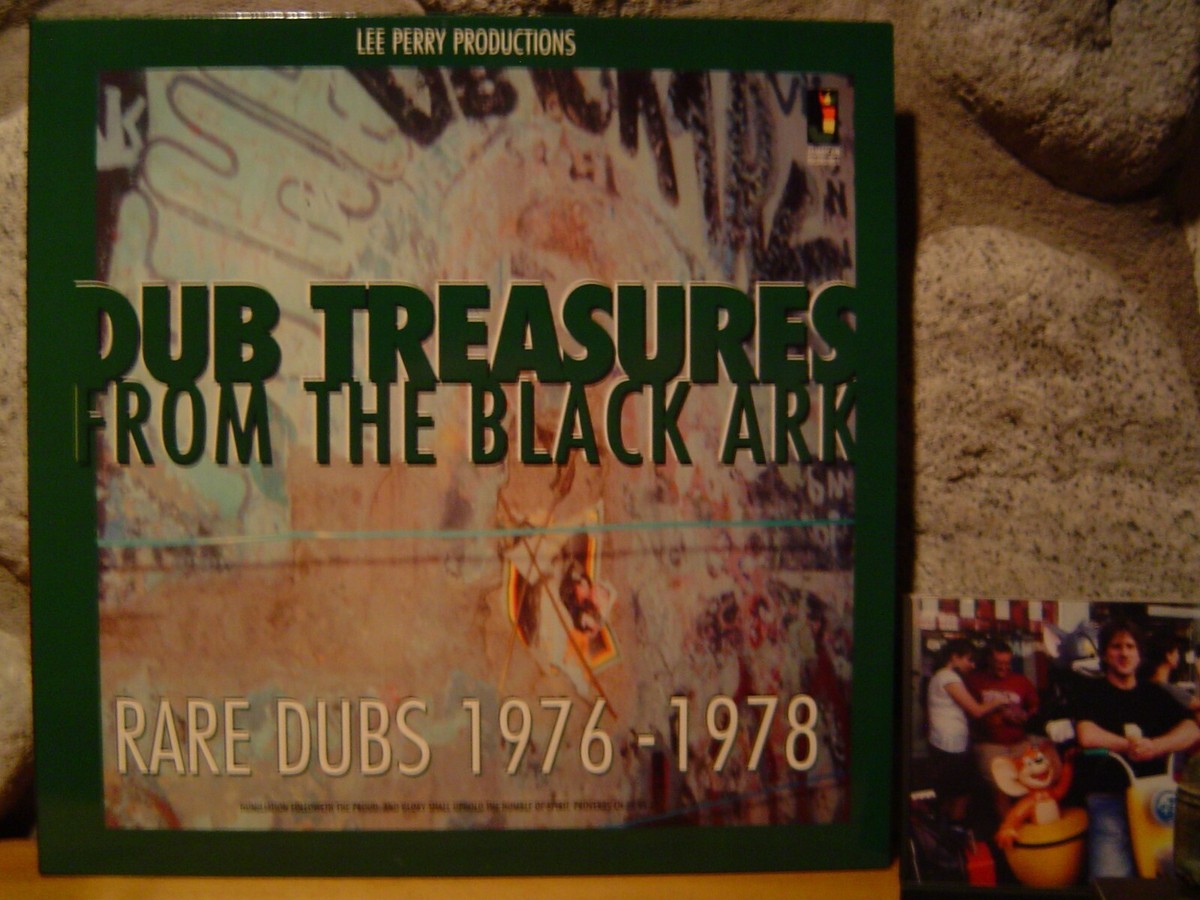 LEE PERRY PRODUCTIONS
DUB TREASURES
FROM THE BLACK ARK
RARE DUBS 1976 - 1978